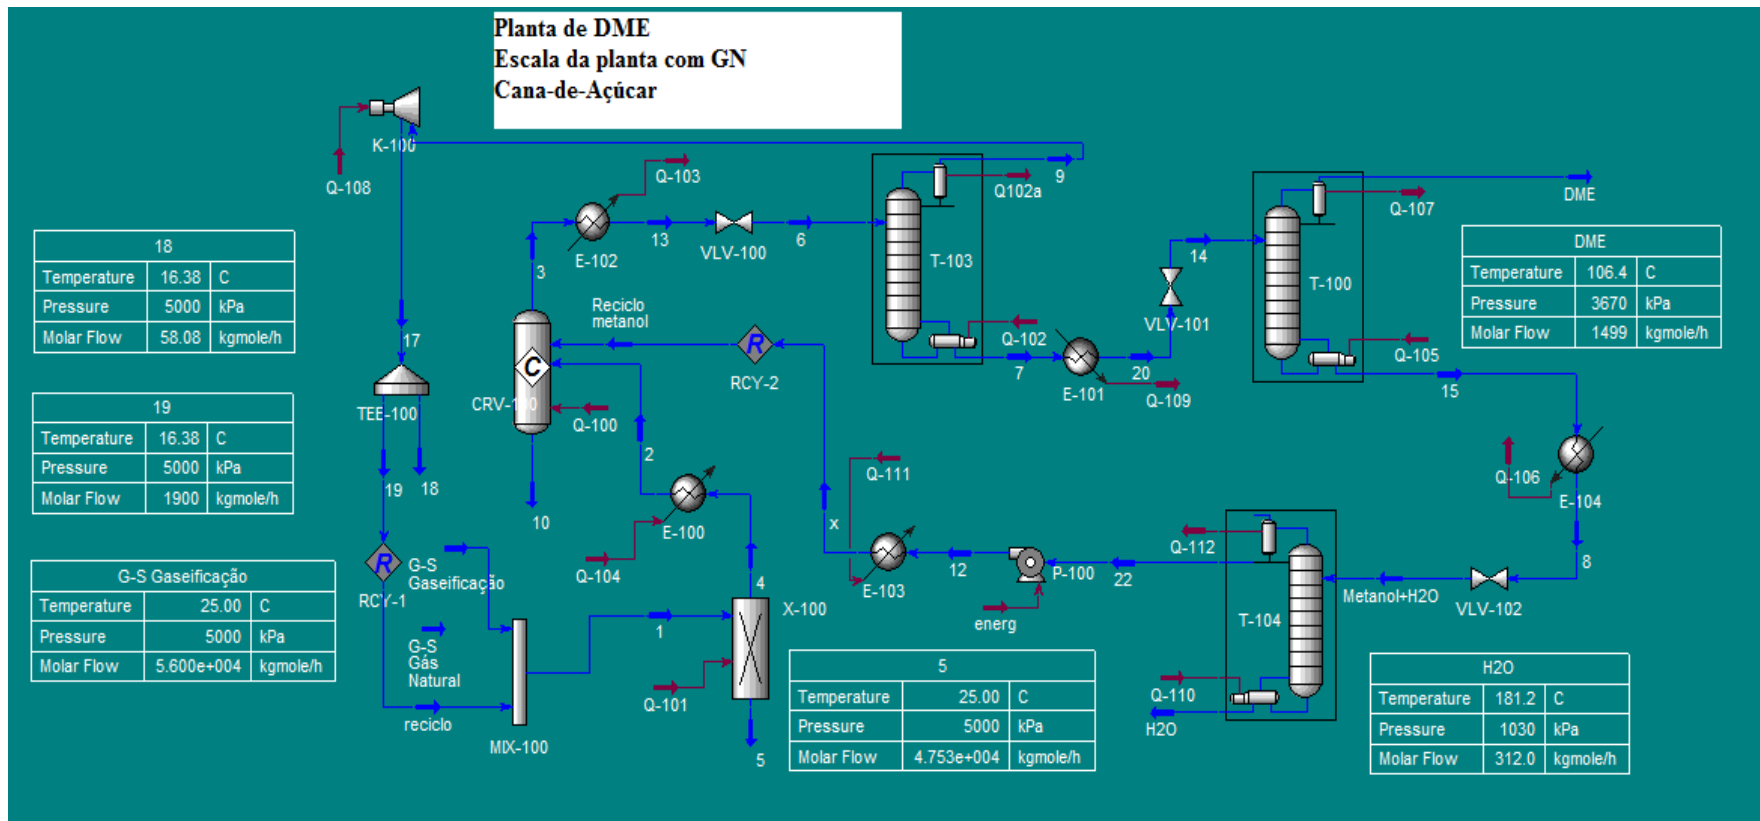 Planta de DME
Escala da planta com GN
Cana-de-Açúcar
K-100
Q-108
Q-103
Q102a
9
Q-107
DME
18
Temperature 16.38 C
Pressure 5000 kPa
Molar Flow 58.08 kgmole/h
3
E-102
13
VLV-100
6
T-103
14
T-100
DME
Temperature 106.4 C
Pressure 3670 kPa
Molar Flow 1499 kgmole/h
Reciclo
metanol
17
VLV-101
Q-102
7
20
E-101
Q-109
Q-105
15
RCY-2
TEE-100
CRV-100
C
R
Q-100
19
Temperature 16.38 C
Pressure 5000 kPa
Molar Flow 1900 kgmole/h
2
Q-111
Q-106
E-104
19
18
10
E-100
x
Q-104
R
RCY-1
G-S
Gaseificação
4
E-103
12
P-100
22
Q-112
8
Metanol+H2O
VLV-102
G-S Gaseificação
Temperature 25.00 C
Pressure 5000 kPa
Molar Flow 5.600e+004 kgmole/h
G-S
Gás
Natural
1
X-100
energ
T-104
reciclo
Q-101
MIX-100
5
5
Temperature 25.00 C
Pressure 5000 kPa
Molar Flow 4.753e+004 kgmole/h
Q-110
H2O
H2O
Temperature 181.2 C
Pressure 1030 kPa
Molar Flow 312.0 kgmole/h